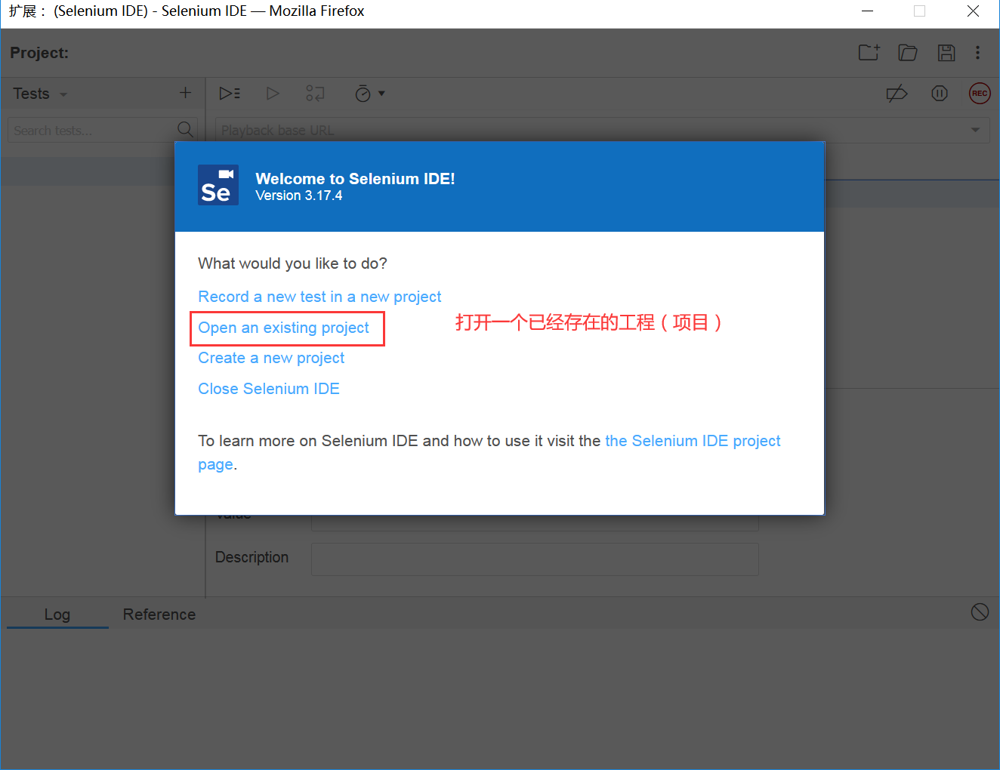 扩展： (Selenium IDE) - Selenium IDE — Mozilla Firefox
Project:
Tests
REC
Search tests...
Playback base URL
Se
Welcome to Selenium IDE!
Version 3.17.4
What would you like to do?
Record a new test in a new project
Open an existing project
打开一个已经存在的工程（项目）
Create a new project
Close Selenium IDE
To learn more on Selenium IDE and how to use it visit the the Selenium IDE project
page.
Value
Description
Log
Reference